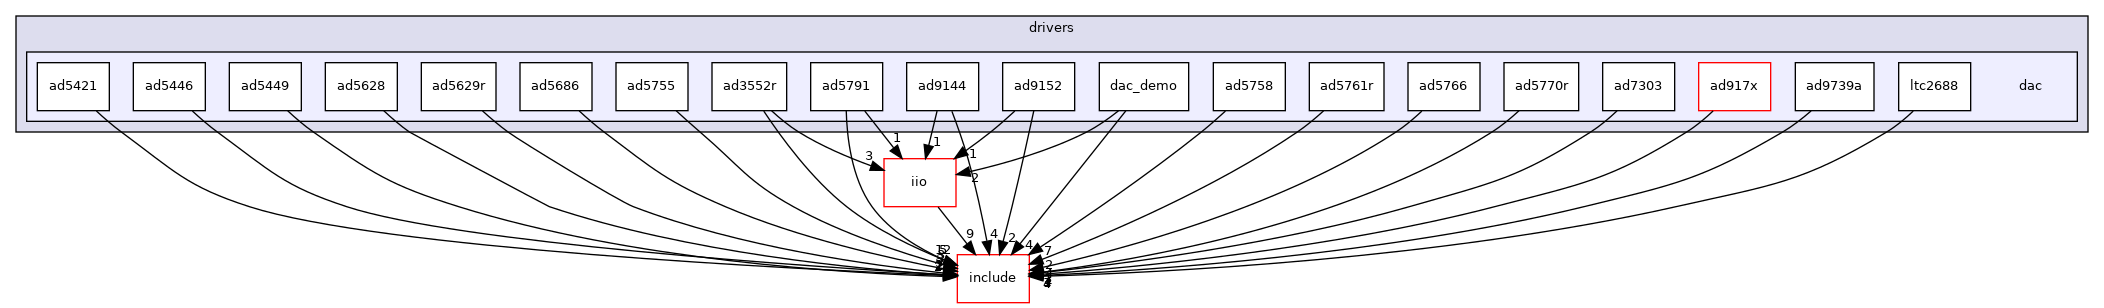 drivers
ad5421 ad5446 ad5449 ad5628 ad5629r ad5686 ad5755 ad3552r ad5791 ad9144 ad9152 dac_demo ad5758 ad5761r ad5766 ad5770r ad7303 ad917x ad9739a ltc2688 dac
1 1 1
3
iio
2
9 4 2 4 7
12
2
include